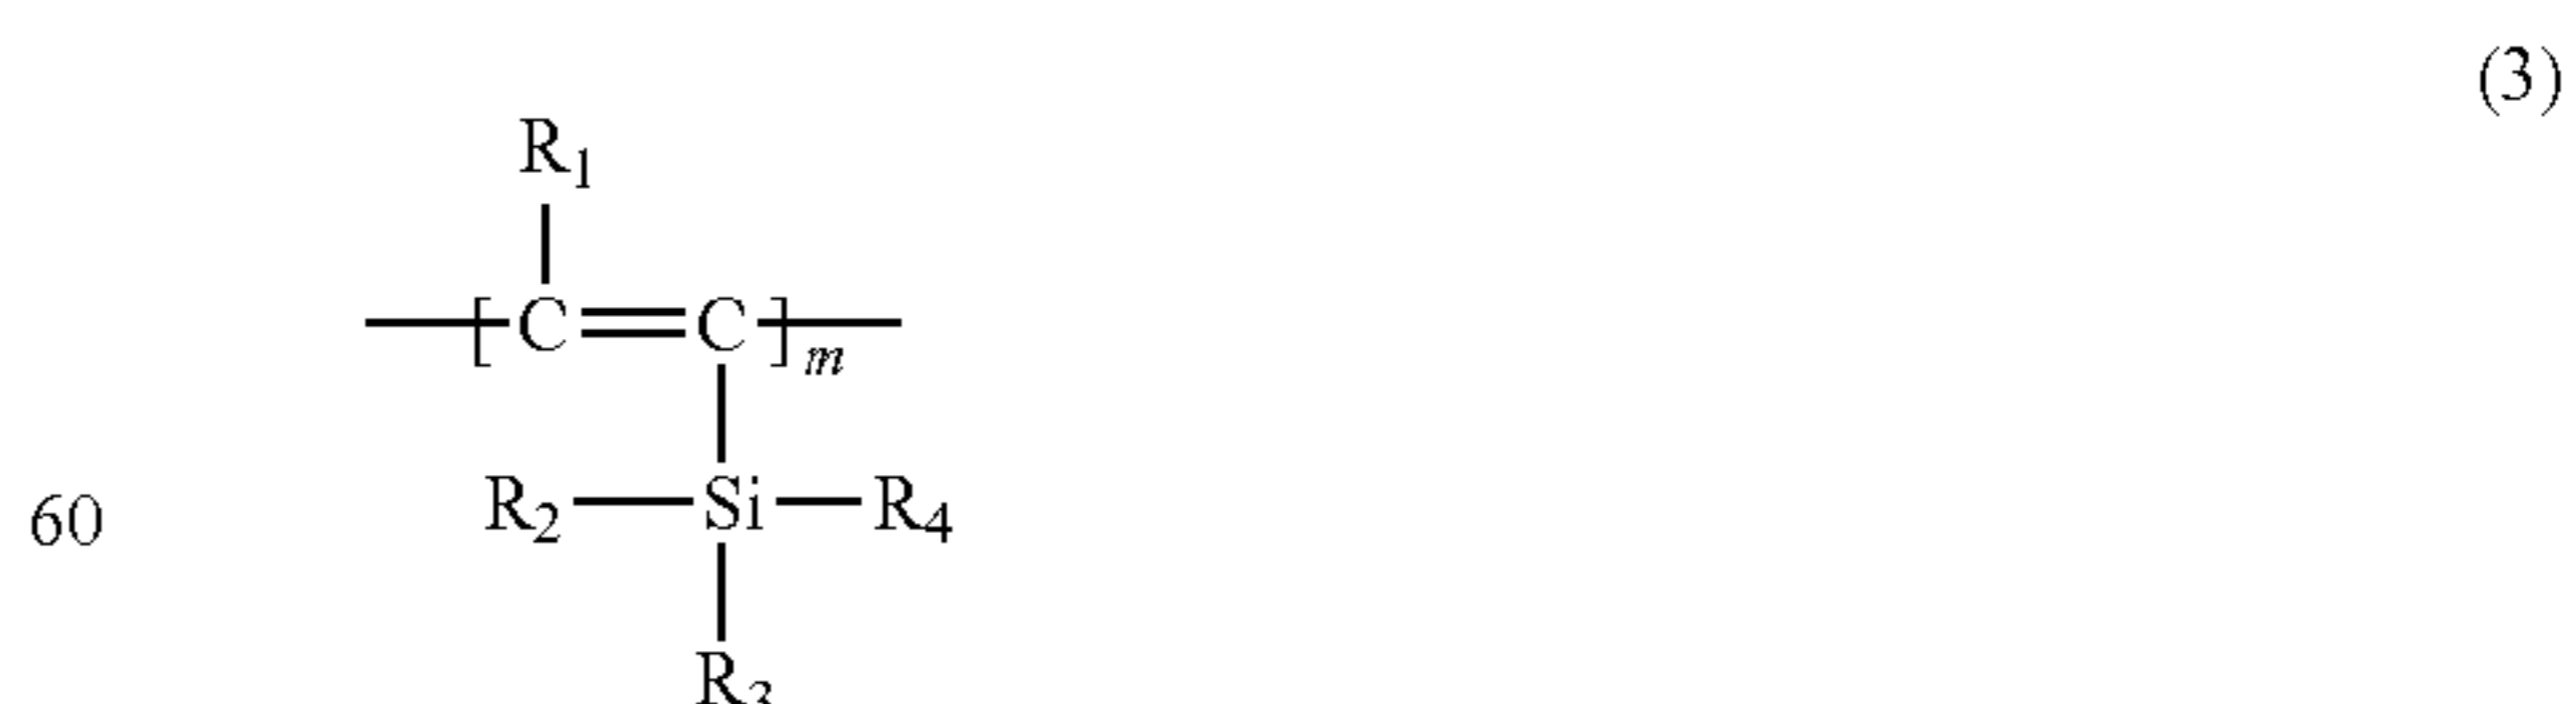 (3)
R1
[C=C]m
60 R2—Si—R4
R3